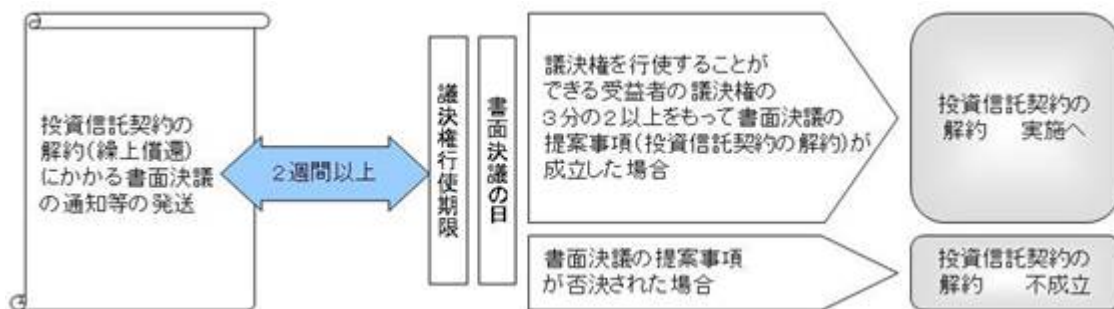 投資信託契約の
解約(繰上償還)
にかかる書面決議
の通知等の発送
2週間以上
議決権行使期限
書面決議の日
議決権を行使することが
できる受益者の議決権の
3分の2以上をもって書面決議の
提案事項(投資信託契約の解約)が
成立した場合
投資信託契約の
解約 実施へ
書面決議の提案事項
が否決された場合
投資信託契約の
解約 不成立